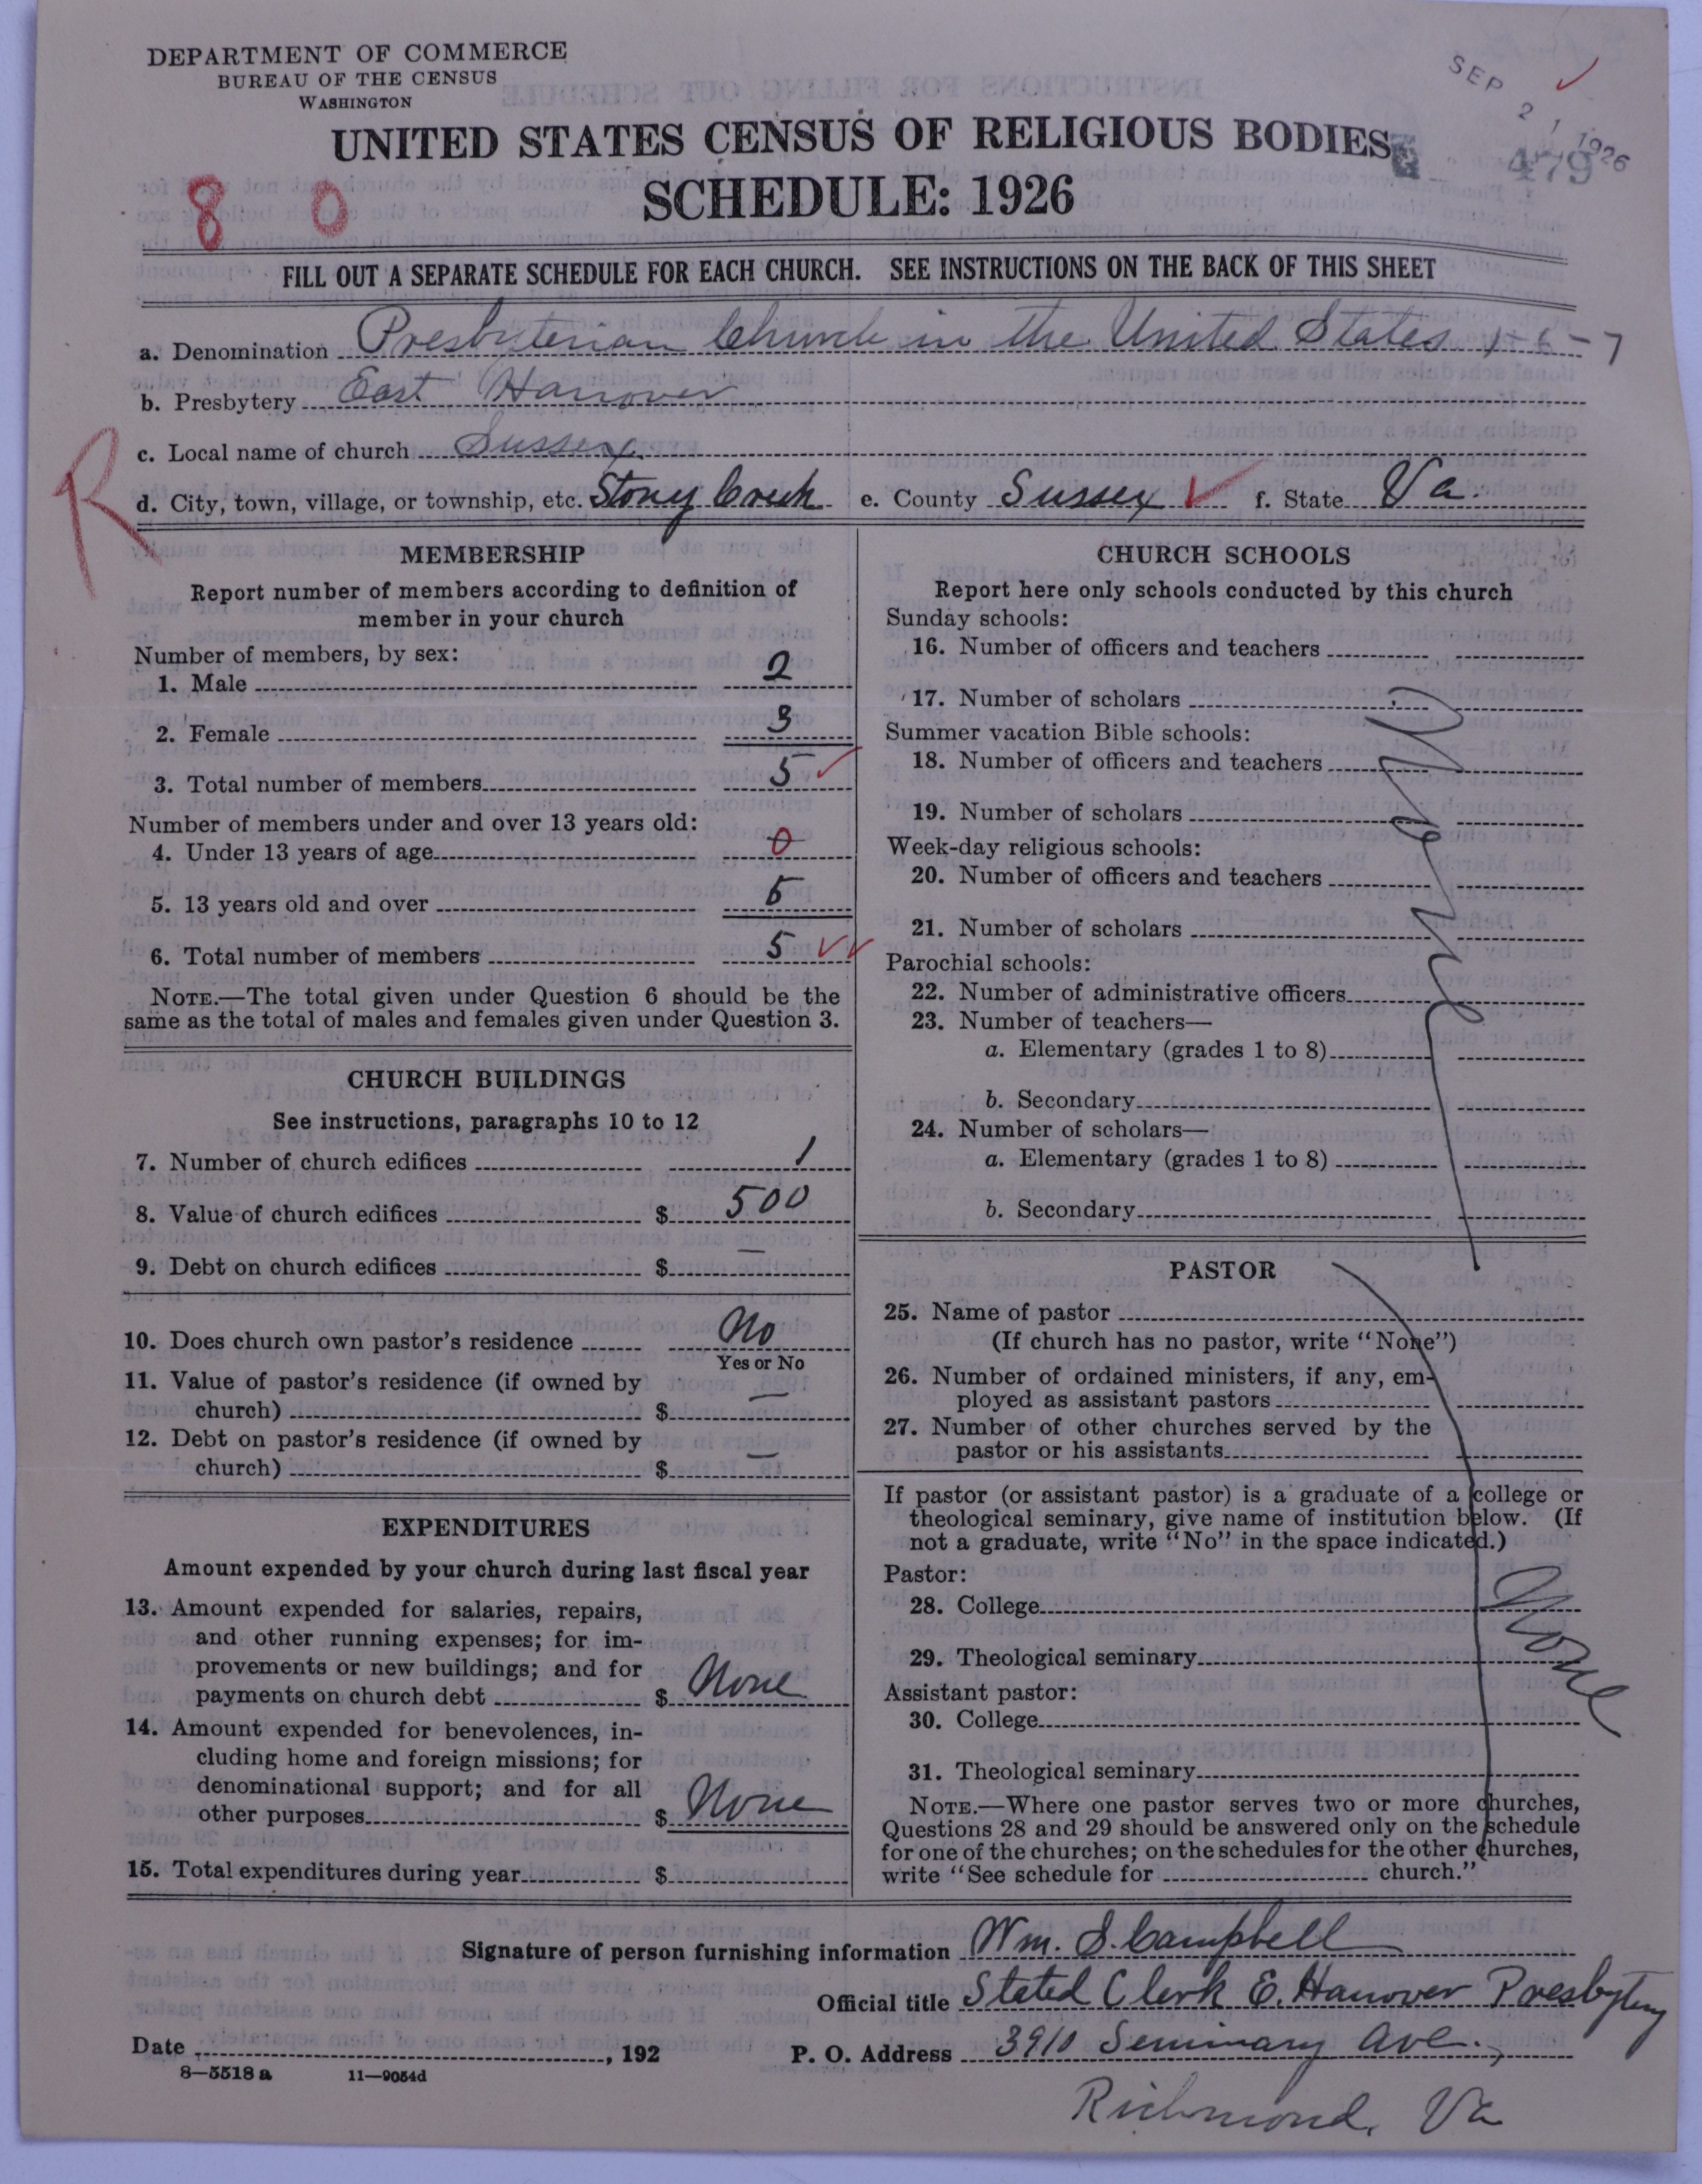 DEPARTMENT OF COMMERCE
BUREAU OF THE CENSUS
WASHINGTON
SEP 21 1926
UNITED STATES CENSUS OF RELIGIOUS BODIES
479
8 0
SCHEDULE: 1926
FILL OUT A SEPARATE SCHEDULE FOR EACH CHURCH. SEE INSTRUCTIONS ON THE BACK OF THIS SHEET
a. Denomination Presbyterian Church in the United States 1-6-7
b. Presbytery East Hanover
c. Local name of church Sussex
R
d. City, town, village, or township, etc. Stony Creek e. County Sussex f. State Va.
MEMBERSHIP
Report number of members according to definition of
member in your church
Number of members, by sex:
1. Male 2
2. Female 3
3. Total number of members 5
Number of members under and over 13 years old:
4. Under 13 years of age 0
5. 13 years old and over 5
6. Total number of members 5
NOTE.—The total given under Question 6 should be the
same as the total of males and females given under Question 3.
CHURCH BUILDINGS
See instructions, paragraphs 10 to 12
7. Number of church edifices 1
8. Value of church edifices $ 500
9. Debt on church edifices $ —
10. Does church own pastor's residence No
Yes or No
11. Value of pastor's residence (if owned by
church) $ —
12. Debt on pastor's residence (if owned by
church) $ —
EXPENDITURES
Amount expended by your church during last fiscal year
13. Amount expended for salaries, repairs,
and other running expenses; for im-
provements or new buildings; and for
payments on church debt $ None
14. Amount expended for benevolences, in-
cluding home and foreign missions; for
denominational support; and for all
other purposes $ None
15. Total expenditures during year $
CHURCH SCHOOLS
Report here only schools conducted by this church
Sunday schools:
16. Number of officers and teachers
17. Number of scholars
Summer vacation Bible schools:
18. Number of officers and teachers
19. Number of scholars
Week-day religious schools:
20. Number of officers and teachers
21. Number of scholars
Parochial schools:
22. Number of administrative officers
23. Number of teachers—
a. Elementary (grades 1 to 8)
b. Secondary
24. Number of scholars—
a. Elementary (grades 1 to 8)
b. Secondary
None
PASTOR
25. Name of pastor
(If church has no pastor, write "None")
26. Number of ordained ministers, if any, em-
ployed as assistant pastors
27. Number of other churches served by the
pastor or his assistants
If pastor (or assistant pastor) is a graduate of a college or
theological seminary, give name of institution below. (If
not a graduate, write "No" in the space indicated.)
Pastor:
28. College
None
29. Theological seminary
Assistant pastor:
30. College
31. Theological seminary
NOTE.—Where one pastor serves two or more churches,
Questions 28 and 29 should be answered only on the schedule
for one of the churches; on the schedules for the other churches,
write "See schedule for church."
Signature of person furnishing information Wm. S. Campbell
Official title Stated Clerk E. Hanover Presbytery
Date , 192 P. O. Address 3910 Seminary Ave.,
8—5518 a 11—9054d
Richmond, Va